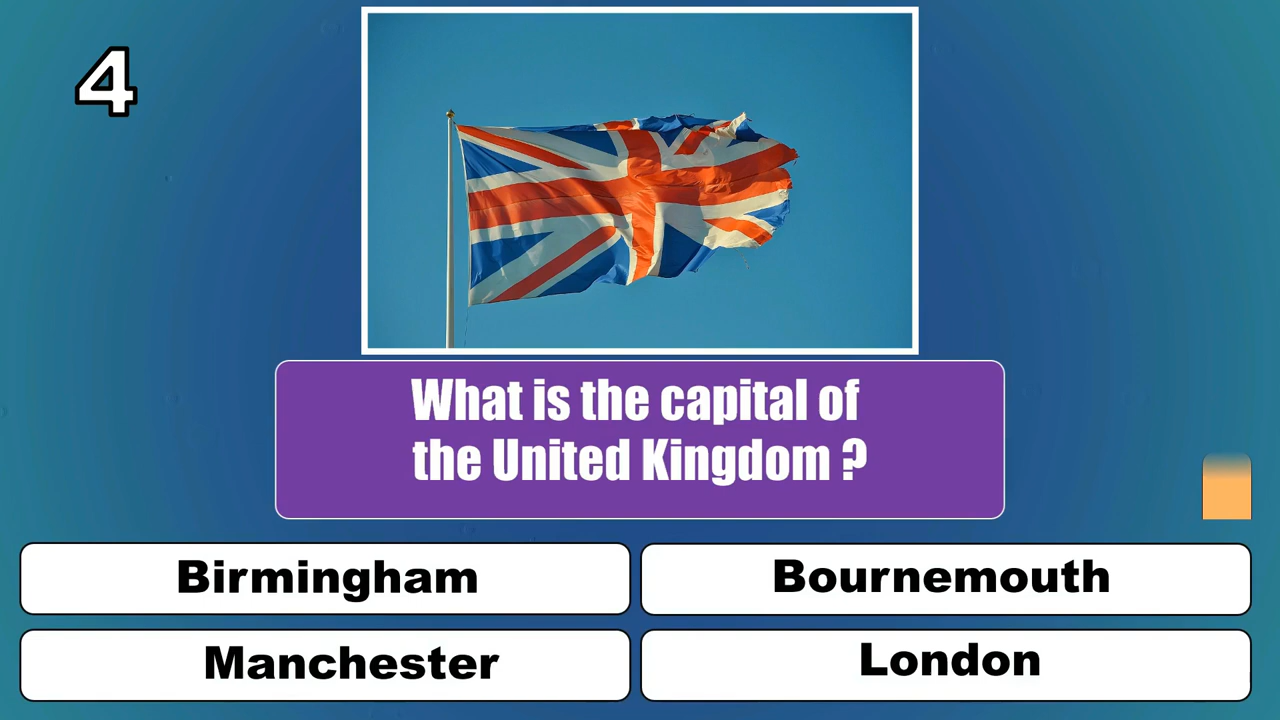 4
What is the capital of
the United Kingdom ?
Birmingham
Bournemouth
Manchester
London